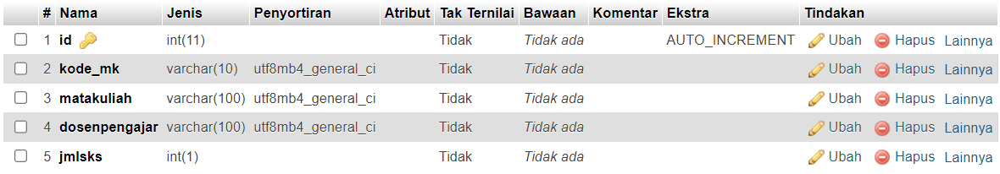 # Nama Jenis Penyortiran Atribut Tak Ternilai Bawaan Komentar Ekstra Tindakan
1 id int(11) Tidak Tidak ada AUTO_INCREMENT Ubah Hapus Lainnya
2 kode_mk varchar(10) utf8mb4_general_ci Tidak Tidak ada Ubah Hapus Lainnya
3 matakuliah varchar(100) utf8mb4_general_ci Tidak Tidak ada Ubah Hapus Lainnya
4 dosenpengajar varchar(100) utf8mb4_general_ci Tidak Tidak ada Ubah Hapus Lainnya
5 jmlsks int(1) Tidak Tidak ada Ubah Hapus Lainnya